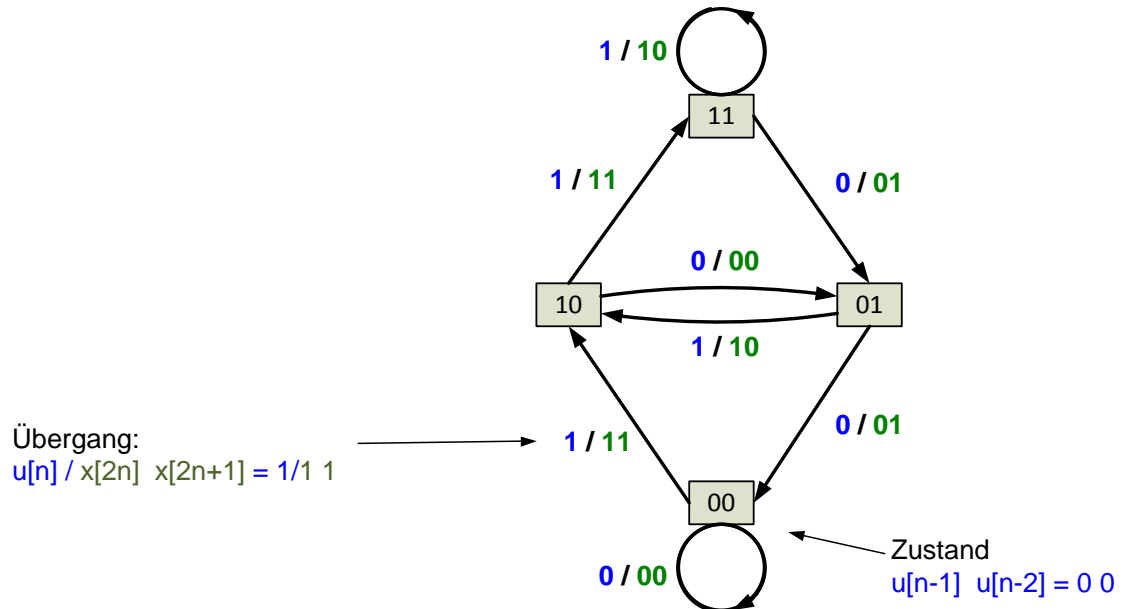 1 / 10
11
1 / 11
0 / 01
0 / 00
10
01
1 / 10
Übergang:
u[n] / x[2n] x[2n+1] = 1/1 1
1 / 11
0 / 01
00
0 / 00
Zustand
u[n-1] u[n-2] = 0 0